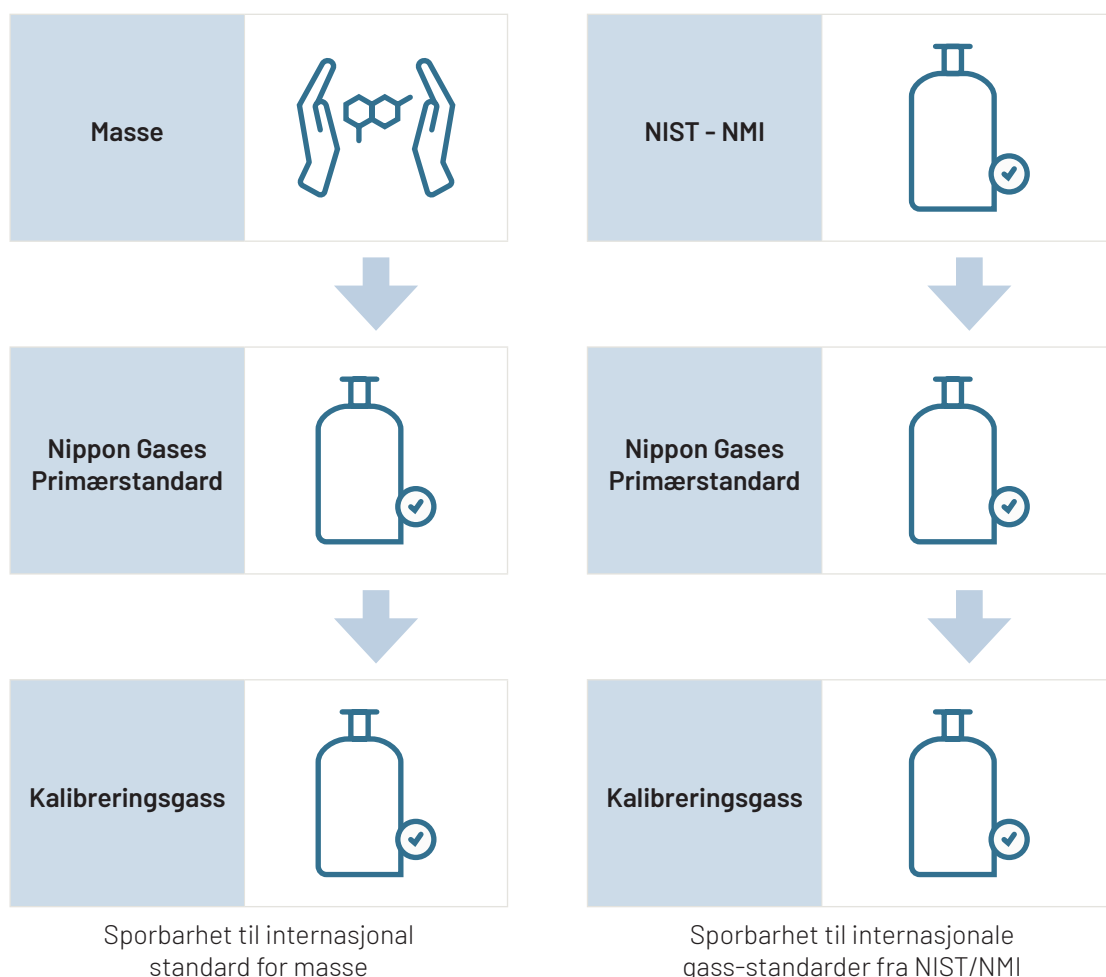 Masse
Nippon Gases
Primærstandard
Kalibreringsgass
Sporbarhet til internasjonal
standard for masse
NIST - NMI
Nippon Gases
Primærstandard
Kalibreringsgass
Sporbarhet til internasjonale
gass-standarder fra NIST/NMI